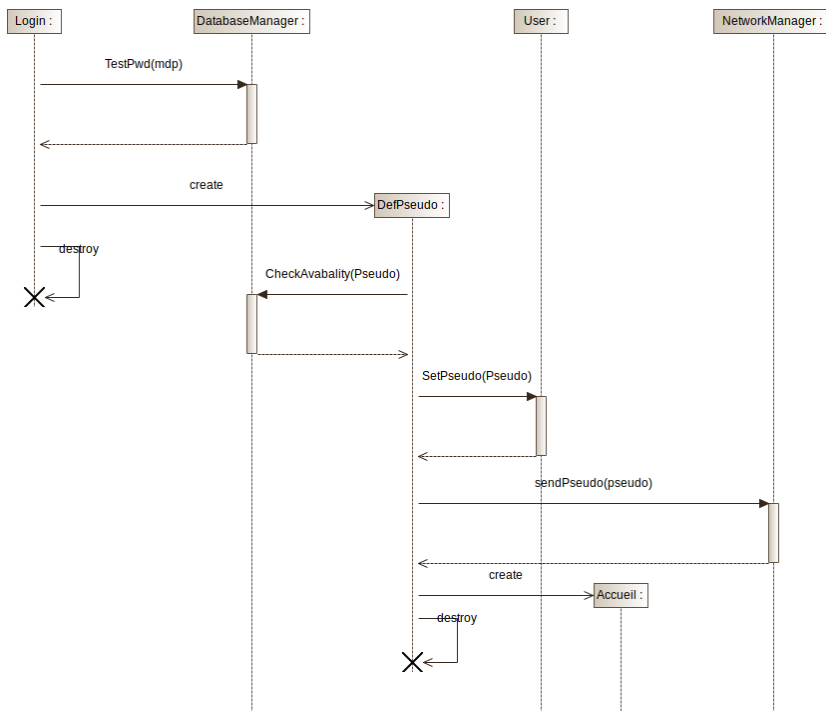 Login :
DatabaseManager :
User :
NetworkManager :
TestPwd(mdp)
create
DefPseudo :
destroy
CheckAvabality(Pseudo)
SetPseudo(Pseudo)
sendPseudo(pseudo)
create
Accueil :
destroy